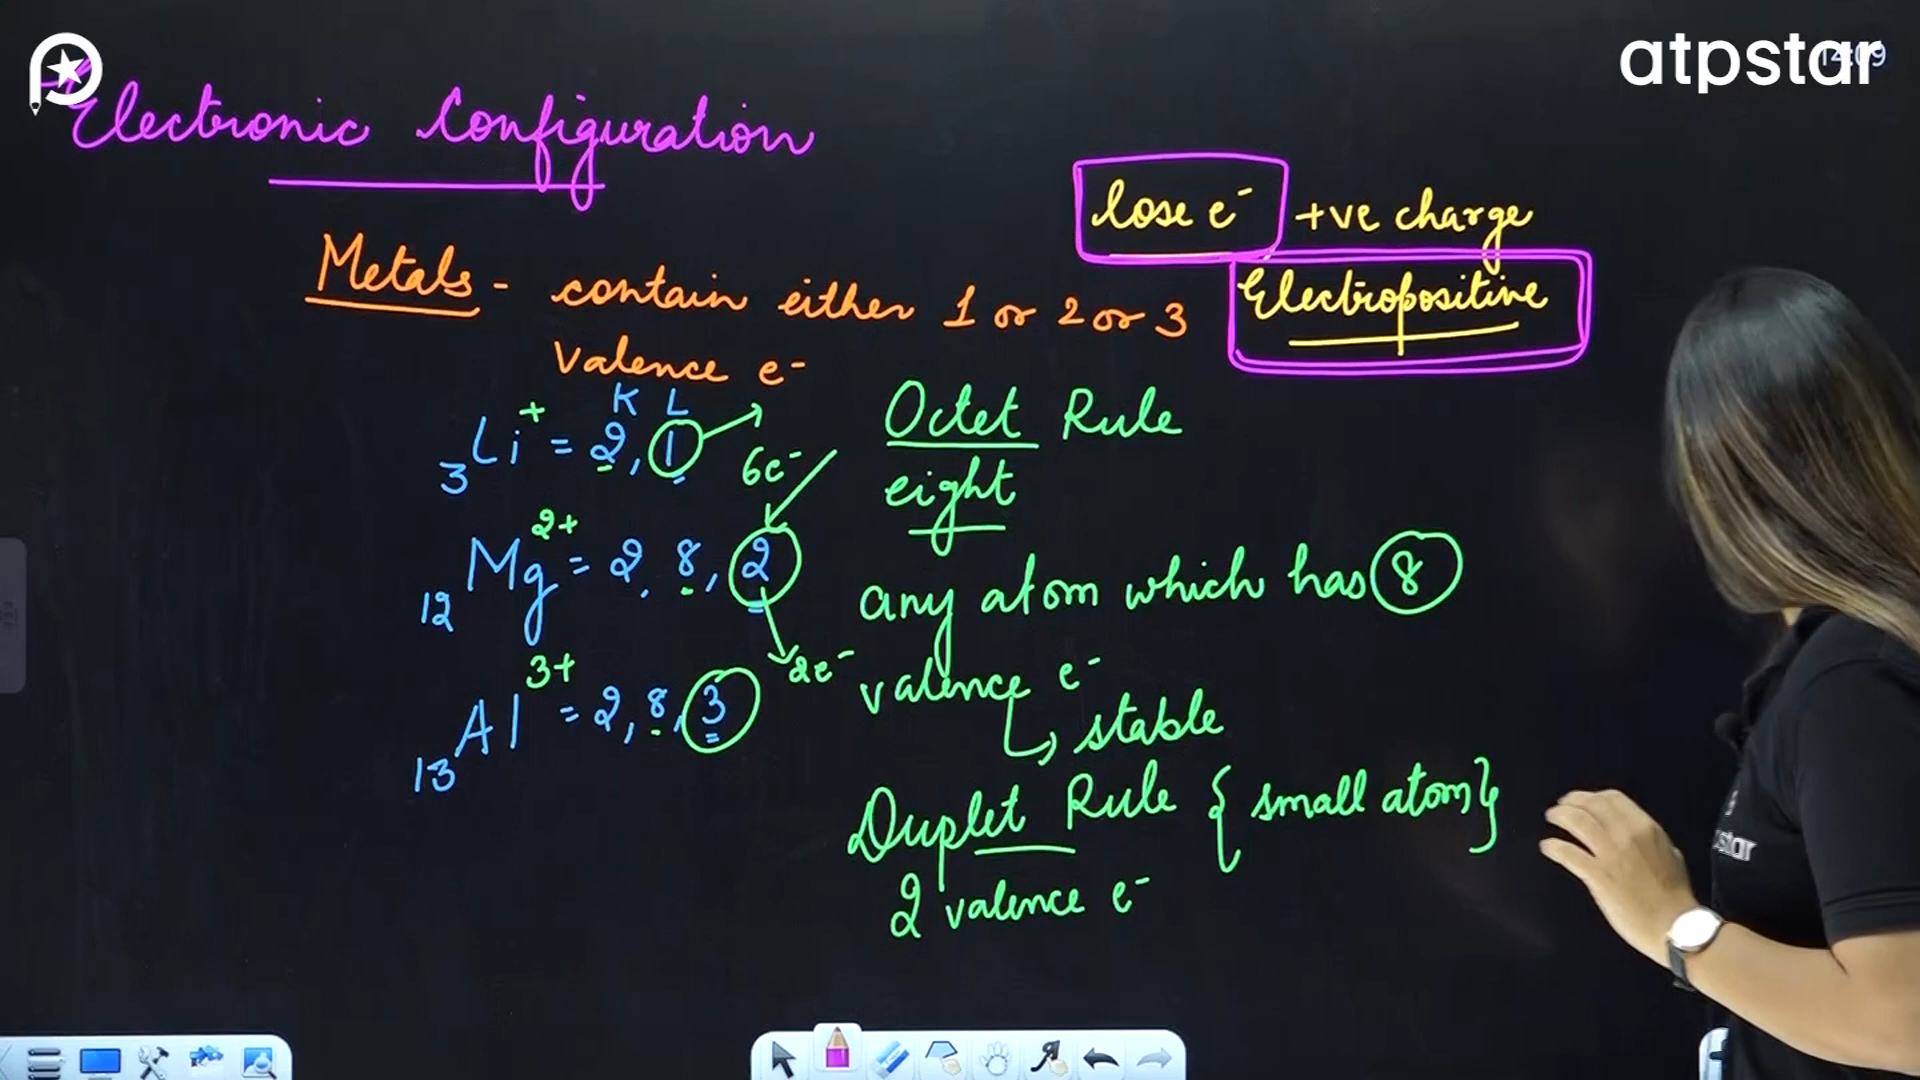 atpstar
Electronic Configuration
lose e⁻ +ve charge
Electropositive
Metals - contain either 1 or 2 or 3
valence e⁻
K L
₃Li⁺ = 2, 1
6e⁻
₁₂Mg²⁺ = 2, 8, 2
2e⁻
₁₃Al³⁺ = 2, 8, 3
Octet Rule
eight
any atom which has 8
valence e⁻
↳ stable
Duplet Rule { small atom }
2 valence e⁻